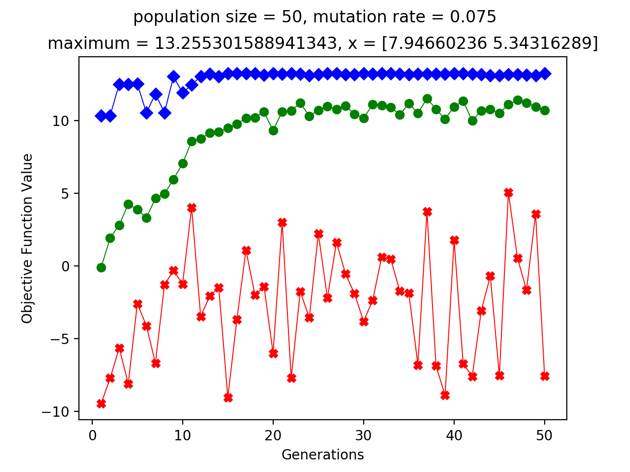 population size = 50, mutation rate = 0.075
maximum = 13.255301588941343, x = [7.94660236 5.34316289]
Objective Function Value
10
5
0
−5
−10
0 10 20 30 40 50
Generations